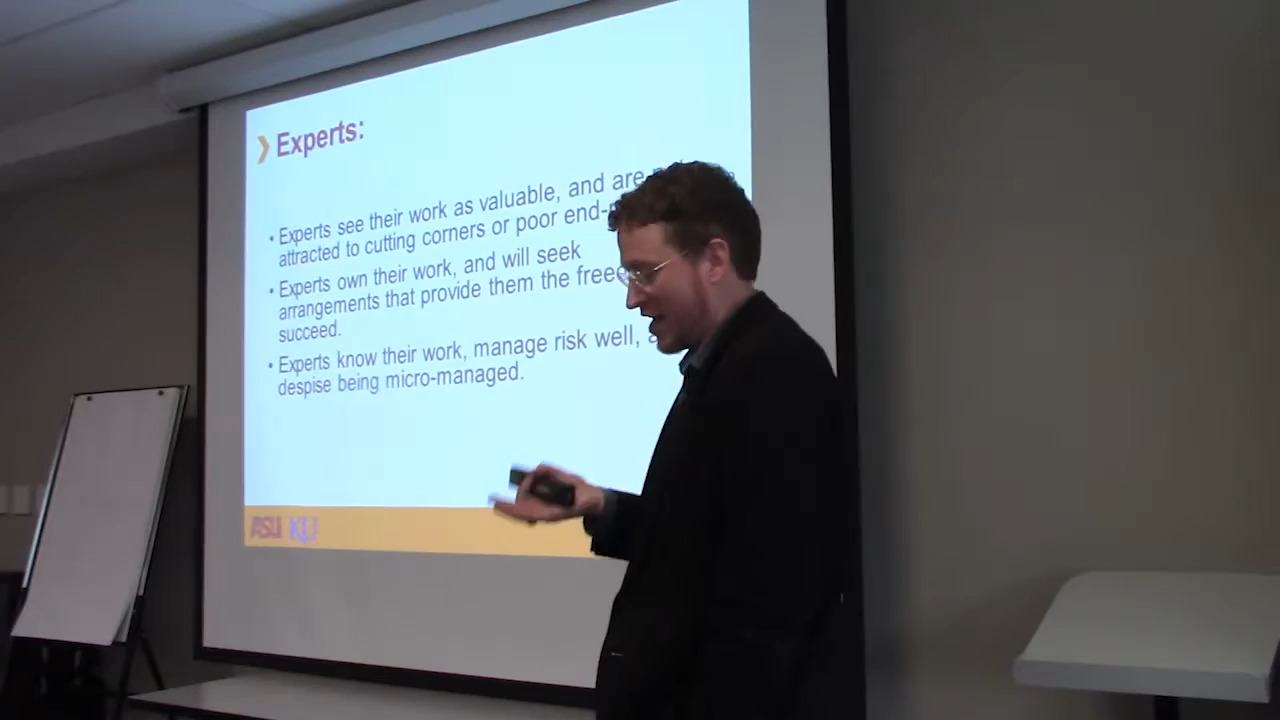 Experts:
• Experts see their work as valuable, and are
attracted to cutting corners or poor end-
• Experts own their work, and will seek
arrangements that provide them the
succeed.
• Experts know their work, manage risk well,
despise being micro-managed.
ASU KU